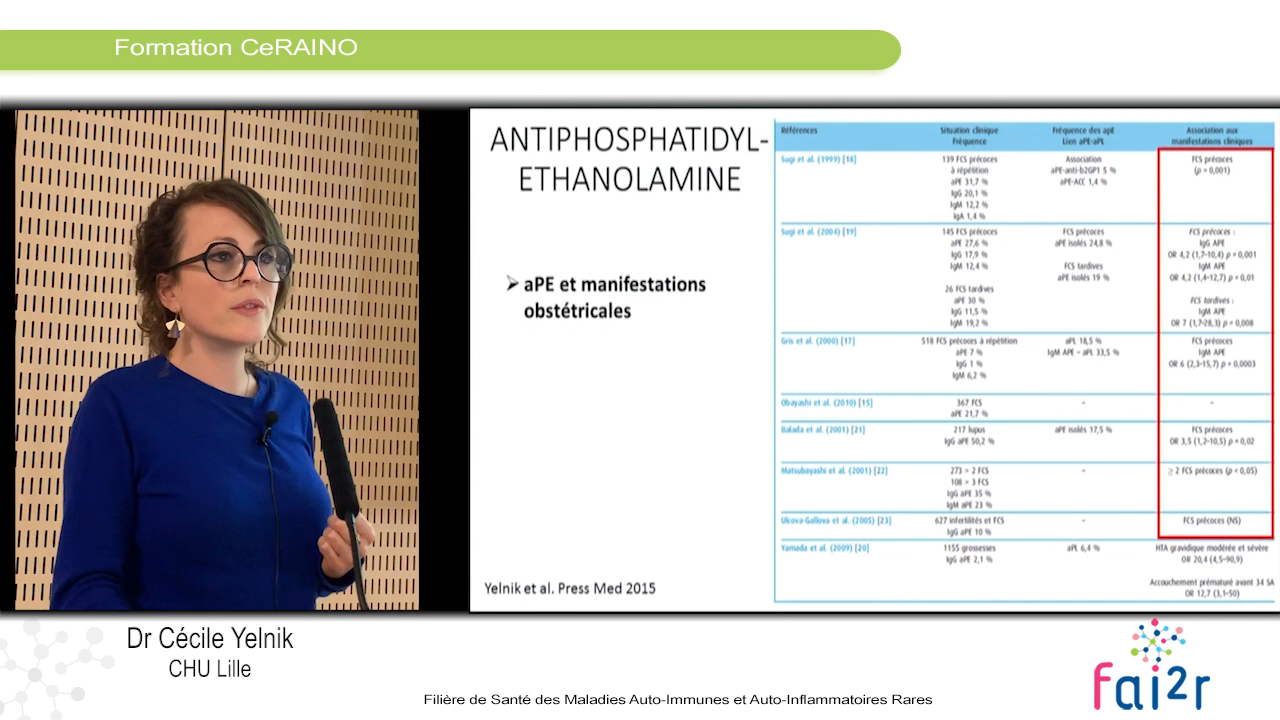 Formation CeRAINO
ANTIPHOSPHATIDYL-
ETHANOLAMINE
➢ aPE et manifestations
obstétricales
Yelnik et al. Press Med 2015
Références
Situation clinique
Fréquence
Fréquence des apt
Lien aPE-aPL
Association aux
manifestations cliniques
Sugi et al. (1999) [18]
139 FCS précoces
à répétition
aPE 31,7 %
IgG 20,1 %
IgM 12,2 %
IgA 1,4 %
Association
aPE-anti-b2GP1 5 %
aPE-ACC 1,4 %
FCS précoces
(p = 0,001)
Sugi et al. (2004) [19]
145 FCS précoces
aPE 27,6 %
IgG 17,9 %
IgM 12,4 %
26 FCS tardives
aPE 30 %
IgG 11,5 %
IgM 19,2 %
FCS précoces
aPE isolés 24,8 %
FCS tardives
aPE isolés 19 %
FCS précoces :
IgG APE
OR 4,2 (1,7-10,4) p = 0,001
IgM APE
OR 4,2 (1,4-12,7) p = 0,01
FCS tardives :
IgM APE
OR 7 (1,7-28,3) p = 0,008
Gris et al. (2000) [17]
518 FCS précoces à répétition
aPE 7 %
IgG 1 %
IgM 6,2 %
aPL 18,5 %
IgM APE - aPL 33,5 %
FCS précoces
IgM APE
OR 6 (2,3-15,7) p = 0,0003
Obayashi et al. (2010) [15]
367 FCS
aPE 21,7 %
-
-
Balada et al. (2001) [21]
217 lupus
IgG aPE 50,2 %
aPE isolés 17,5 %
FCS précoces
OR 3,5 (1,2-10,5) p = 0,02
Matsubayashi et al. (2001) [22]
273 = 2 FCS
108 = 3 FCS
IgG aPE 35 %
IgM aPE 23 %
-
≥ 2 FCS précoces (p = 0,05)
Ulcova-Gallova et al. (2005) [23]
627 infertilités et FCS
IgG aPE 10 %
-
FCS précoces (NS)
Yamada et al. (2009) [20]
1155 grossesses
IgG aPE 2,1 %
aPL 6,4 %
HTA gravidique modérée et sévère
OR 20,4 (4,5-90,9)
Accouchement prématuré avant 34 SA
OR 12,7 (3,1-50)
Dr Cécile Yelnik
CHU Lille
Filière de Santé des Maladies Auto-Immunes et Auto-Inflammatoires Rares
fai2r